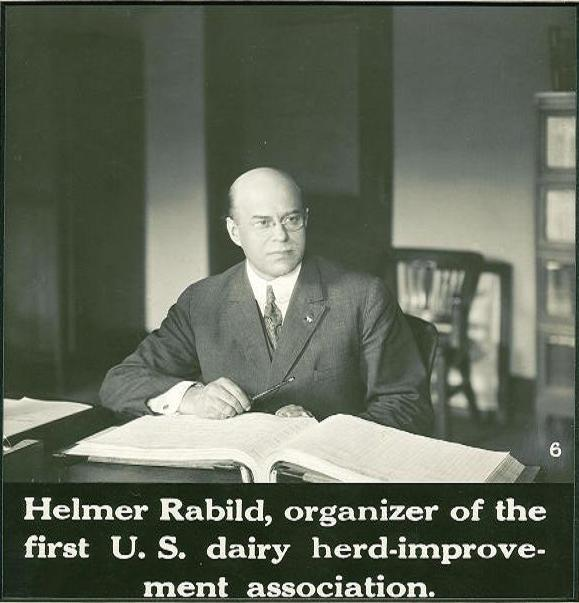 6
Helmer Rabild, organizer of the
first U. S. dairy herd-improve-
ment association.